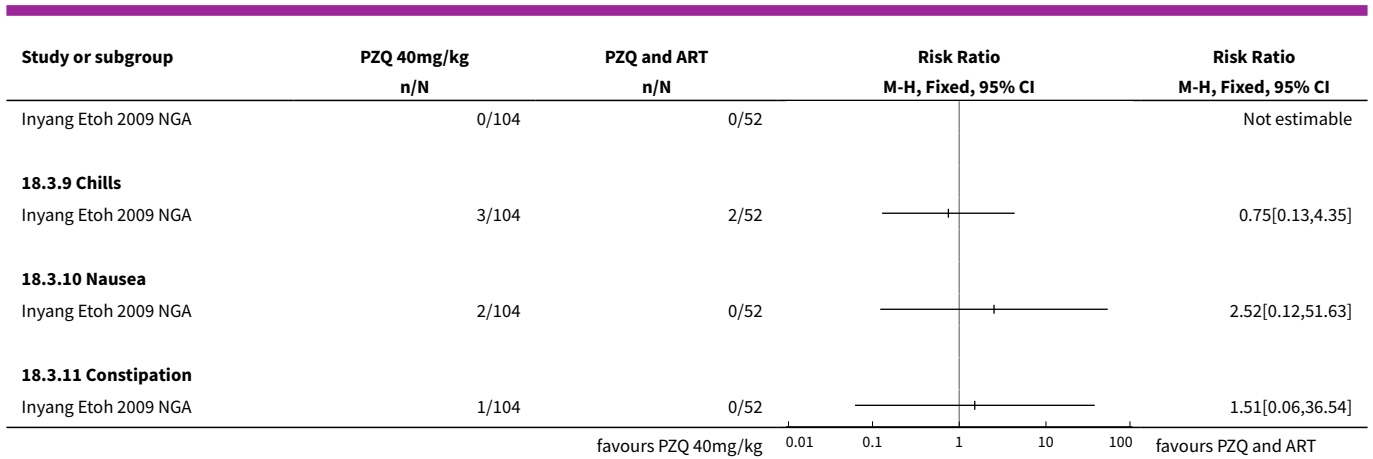 Study or subgroup PZQ 40mg/kg PZQ and ART Risk Ratio Risk Ratio
n/N n/N M-H, Fixed, 95% CI M-H, Fixed, 95% CI
Inyang Etoh 2009 NGA 0/104 0/52 Not estimable
18.3.9 Chills
Inyang Etoh 2009 NGA 3/104 2/52 0.75[0.13,4.35]
18.3.10 Nausea
Inyang Etoh 2009 NGA 2/104 0/52 2.52[0.12,51.63]
18.3.11 Constipation
Inyang Etoh 2009 NGA 1/104 0/52 1.51[0.06,36.54]
favours PZQ 40mg/kg 0.01 0.1 1 10 100 favours PZQ and ART